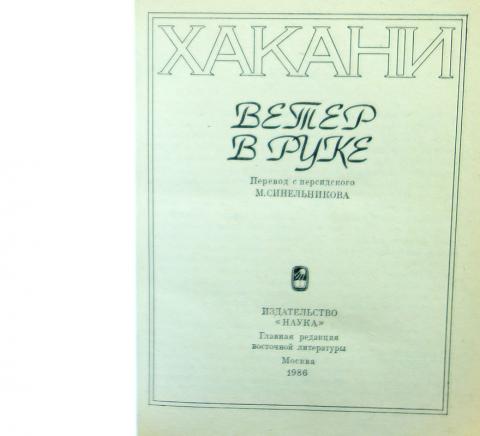 ХАКАНИ
ВЕТЕР
В РУКЕ
Перевод с персидского
М.СИНЕЛЬНИКОВА
ИЗДАТЕЛЬСТВО
«НАУКА»
Главная редакция
восточной литературы
Москва
1986